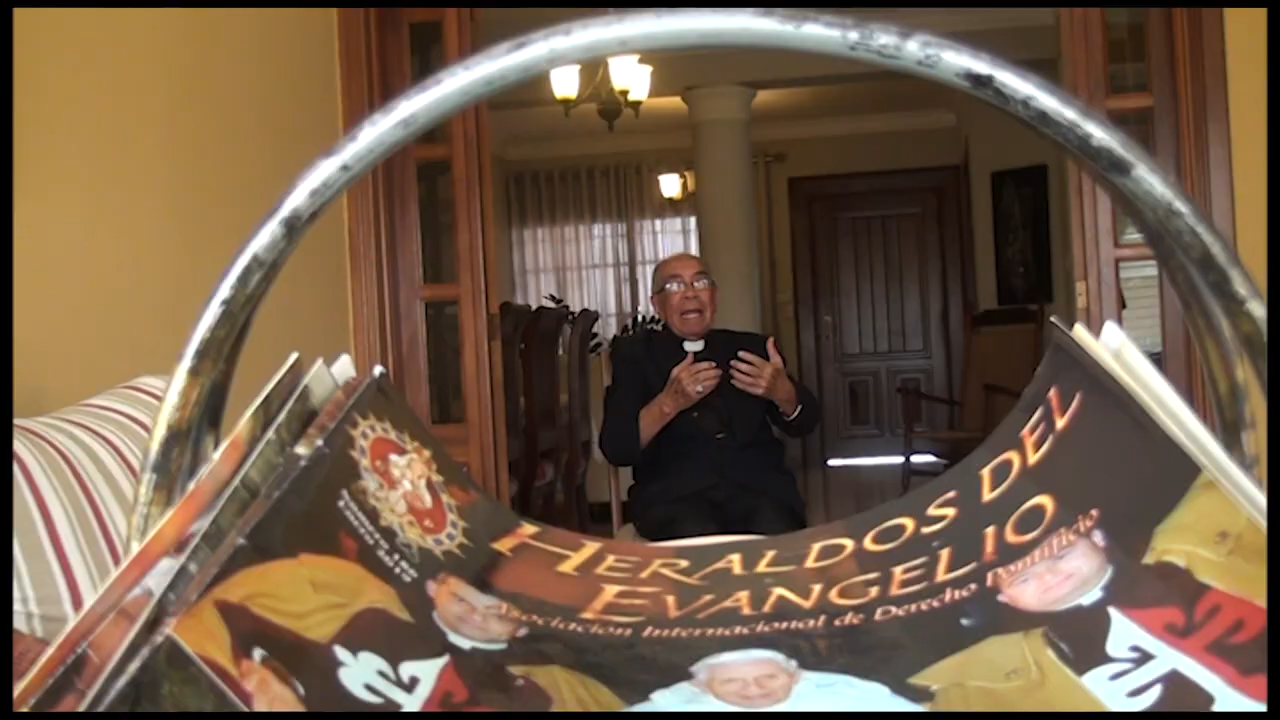 HERALDOS DEL
EVANGELIO
Asociación Internacional de Derecho Pontificio